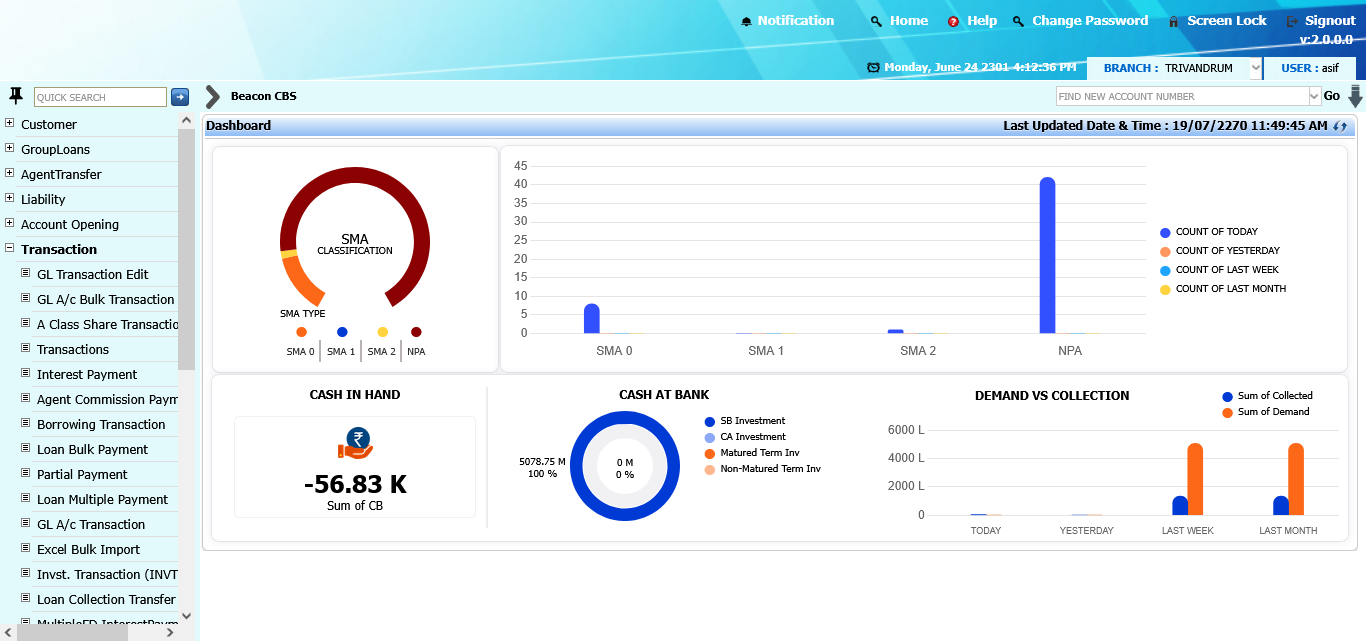 Notification
Home
Help
Change Password
Screen Lock
Signout
v:2.0.0.0
Monday, June 24 2301 4:12:36 PM
BRANCH : TRIVANDRUM
USER : asif
QUICK SEARCH
Beacon CBS
FIND NEW ACCOUNT NUMBER
Go
Customer
GroupLoans
AgentTransfer
Liability
Account Opening
Transaction
GL Transaction Edit
GL A/c Bulk Transaction
A Class Share Transactio
Transactions
Interest Payment
Agent Commission Paym
Borrowing Transaction
Loan Bulk Payment
Partial Payment
Loan Multiple Payment
GL A/c Transaction
Excel Bulk Import
Invst. Transaction (INVT
Loan Collection Transfer
MultipleFD InterestPaym
Dashboard
Last Updated Date & Time : 19/07/2270 11:49:45 AM
SMA
CLASSIFICATION
SMA TYPE
SMA 0
SMA 1
SMA 2
NPA
45
40
35
30
25
20
15
10
5
0
SMA 0
SMA 1
SMA 2
NPA
COUNT OF TODAY
COUNT OF YESTERDAY
COUNT OF LAST WEEK
COUNT OF LAST MONTH
CASH IN HAND
₹
-56.83 K
Sum of CB
CASH AT BANK
5078.75 M
100 %
0 M
0 %
SB Investment
CA Investment
Matured Term Inv
Non-Matured Term Inv
DEMAND VS COLLECTION
Sum of Collected
Sum of Demand
6000 L
4000 L
2000 L
0
TODAY
YESTERDAY
LAST WEEK
LAST MONTH